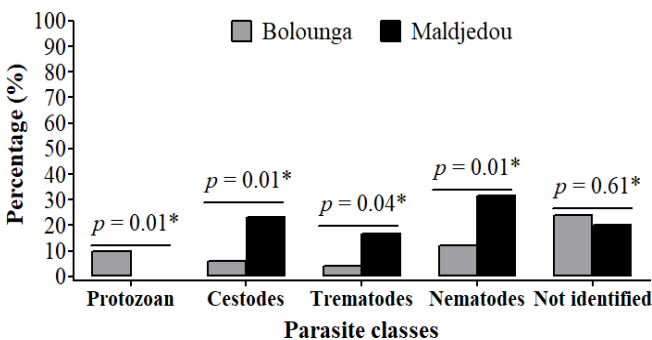 100
90
80
70
60
50
40
30
20
10
0
Percentage (%)
Bolounga Maldjedou
p = 0.01*
p = 0.01*
p = 0.04*
p = 0.01*
p = 0.61*
Protozoan Cestodes Trematodes Nematodes Not identified
Parasite classes